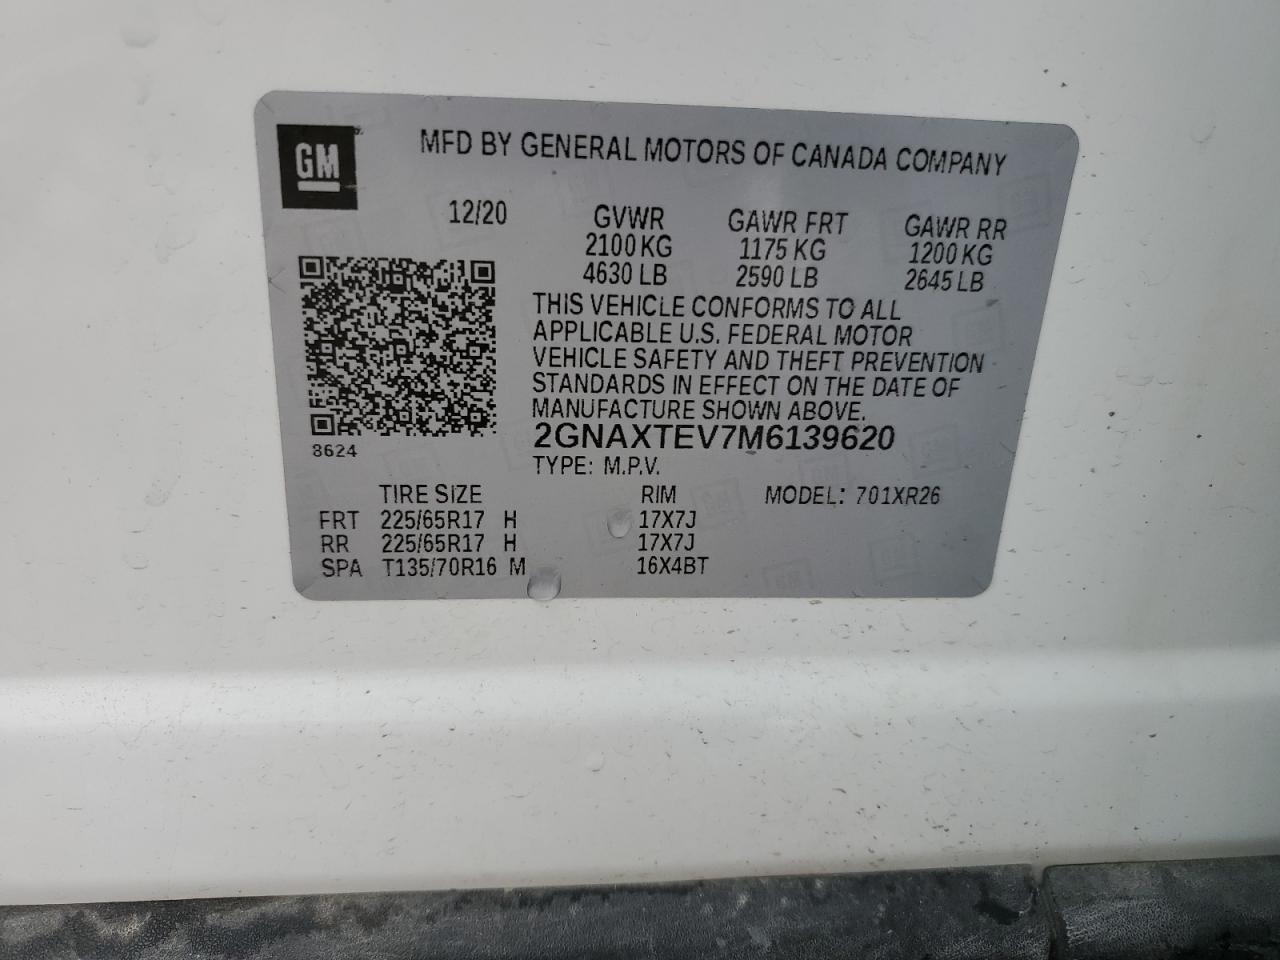 GM
MFD BY GENERAL MOTORS OF CANADA COMPANY
12/20 GVWR GAWR FRT GAWR RR
2100 KG 1175 KG 1200 KG
4630 LB 2590 LB 2645 LB
THIS VEHICLE CONFORMS TO ALL
APPLICABLE U.S. FEDERAL MOTOR
VEHICLE SAFETY AND THEFT PREVENTION
STANDARDS IN EFFECT ON THE DATE OF
MANUFACTURE SHOWN ABOVE.
2GNAXTEV7M6139620
8624
TYPE: M.P.V.
TIRE SIZE RIM MODEL: 701XR26
FRT 225/65R17 H 17X7J
RR 225/65R17 H 17X7J
SPA T135/70R16 M 16X4BT